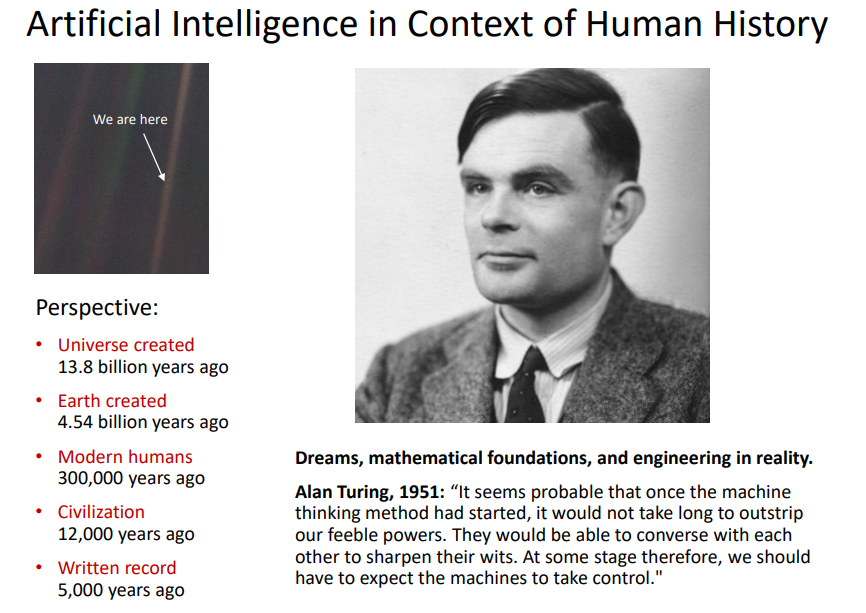 Artificial Intelligence in Context of Human History
We are here
Perspective:
• Universe created
13.8 billion years ago
• Earth created
4.54 billion years ago
• Modern humans
300,000 years ago
• Civilization
12,000 years ago
• Written record
5,000 years ago
Dreams, mathematical foundations, and engineering in reality.
Alan Turing, 1951: “It seems probable that once the machine
thinking method had started, it would not take long to outstrip
our feeble powers. They would be able to converse with each
other to sharpen their wits. At some stage therefore, we should
have to expect the machines to take control."